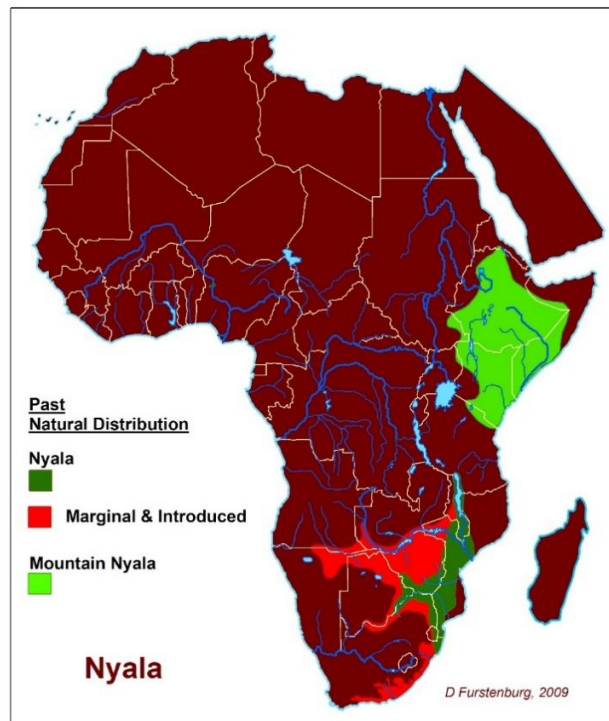 Past
Natural Distribution
Nyala
Marginal & Introduced
Mountain Nyala
Nyala
D Furstenburg, 2009